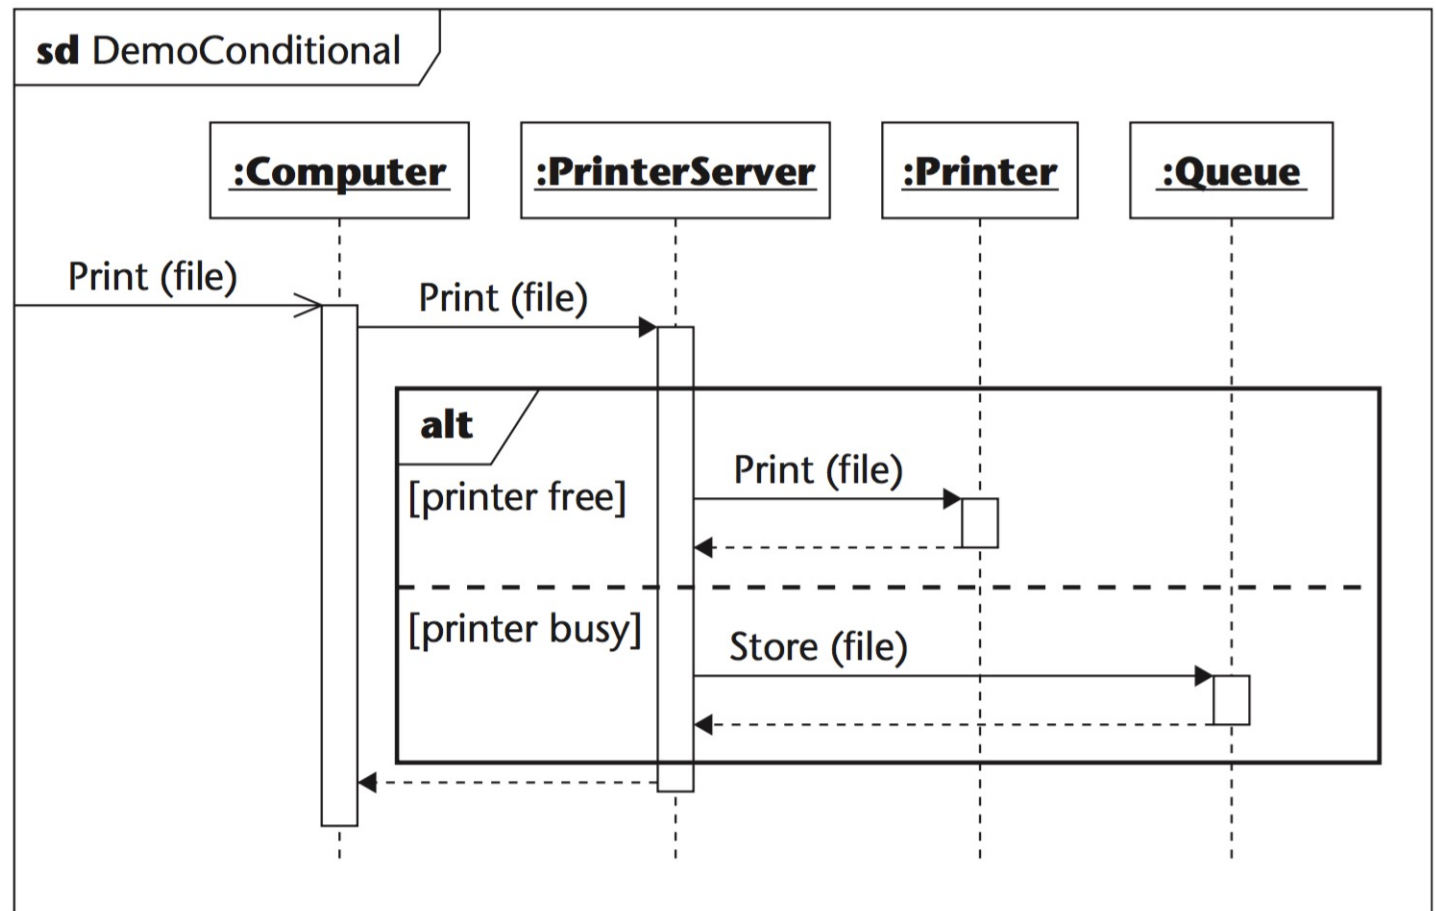 sd DemoConditional
:Computer
:PrinterServer
:Printer
:Queue
Print (file)
Print (file)
alt
Print (file)
[printer free]
[printer busy]
Store (file)